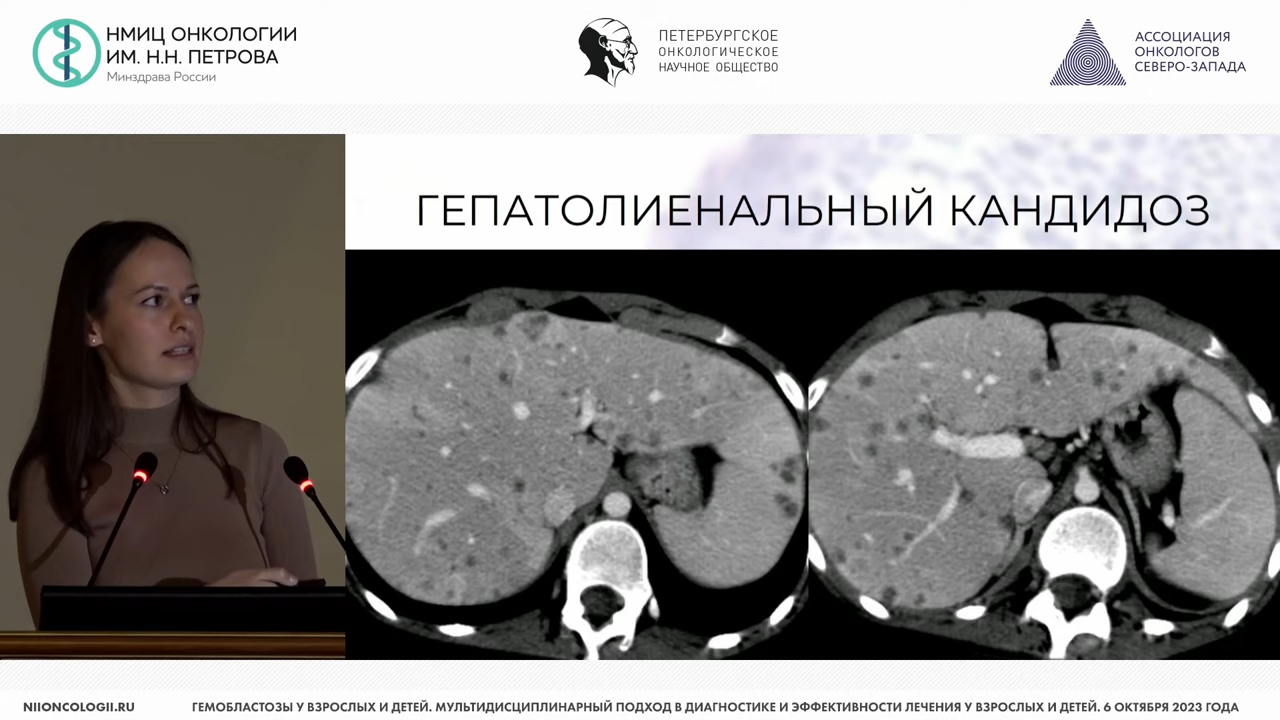 НМИЦ ОНКОЛОГИИ
ИМ. Н.Н. ПЕТРОВА
Минздрава России
ПЕТЕРБУРГСКОЕ
ОНКОЛОГИЧЕСКОЕ
НАУЧНОЕ ОБЩЕСТВО
АССОЦИАЦИЯ
ОНКОЛОГОВ
СЕВЕРО-ЗАПАДА
ГЕПАТОЛИЕНАЛЬНЫЙ КАНДИДОЗ
NIIONCOLOGII.RU
ГЕМОБЛАСТОЗЫ У ВЗРОСЛЫХ И ДЕТЕЙ. МУЛЬТИДИСЦИПЛИНАРНЫЙ ПОДХОД В ДИАГНОСТИКЕ И ЭФФЕКТИВНОСТИ ЛЕЧЕНИЯ У ВЗРОСЛЫХ И ДЕТЕЙ. 6 ОКТЯБРЯ 2023 ГОДА